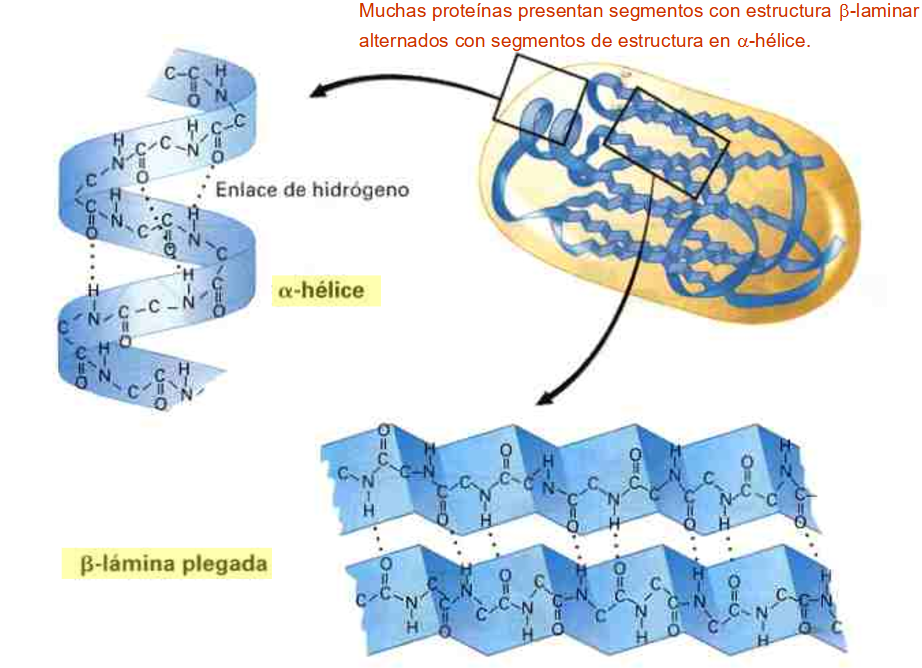 Muchas proteínas presentan segmentos con estructura β-laminar
alternados con segmentos de estructura en α-hélice.
Enlace de hidrógeno
α-hélice
β-lámina plegada